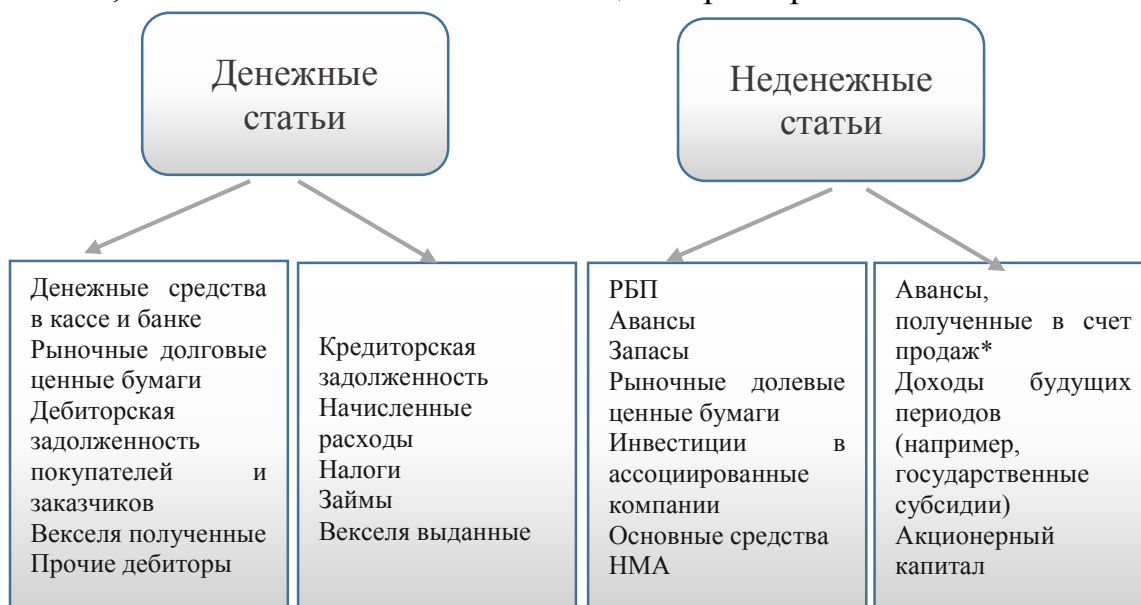 Денежные
статьи
Неденежные
статьи
Денежные средства
в кассе и банке
Рыночные долговые
ценные бумаги
Дебиторская
задолженность
покупателей и
заказчиков
Векселя полученные
Прочие дебиторы
Кредиторская
задолженность
Начисленные
расходы
Налоги
Займы
Векселя выданные
РБП
Авансы
Запасы
Рыночные долевые
ценные бумаги
Инвестиции в
ассоциированные
компании
Основные средства
НМА
Авансы,
полученные в счет
продаж*
Доходы будущих
периодов
(например,
государственные
субсидии)
Акционерный
капитал